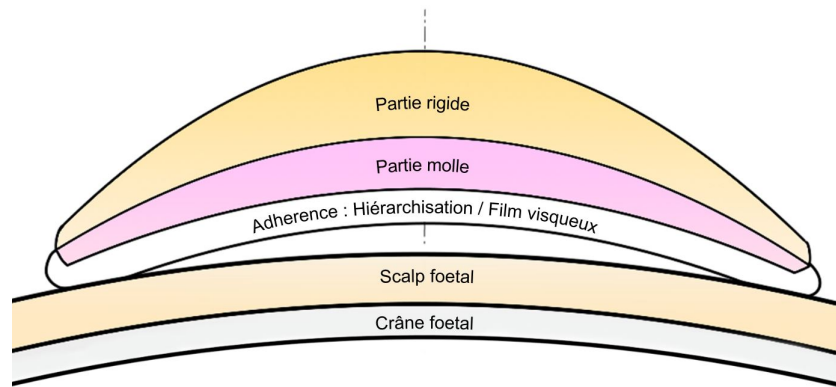 Partie rigide
Partie molle
Adherence : Hiérarchisation / Film visqueux
Scalp foetal
Crâne foetal